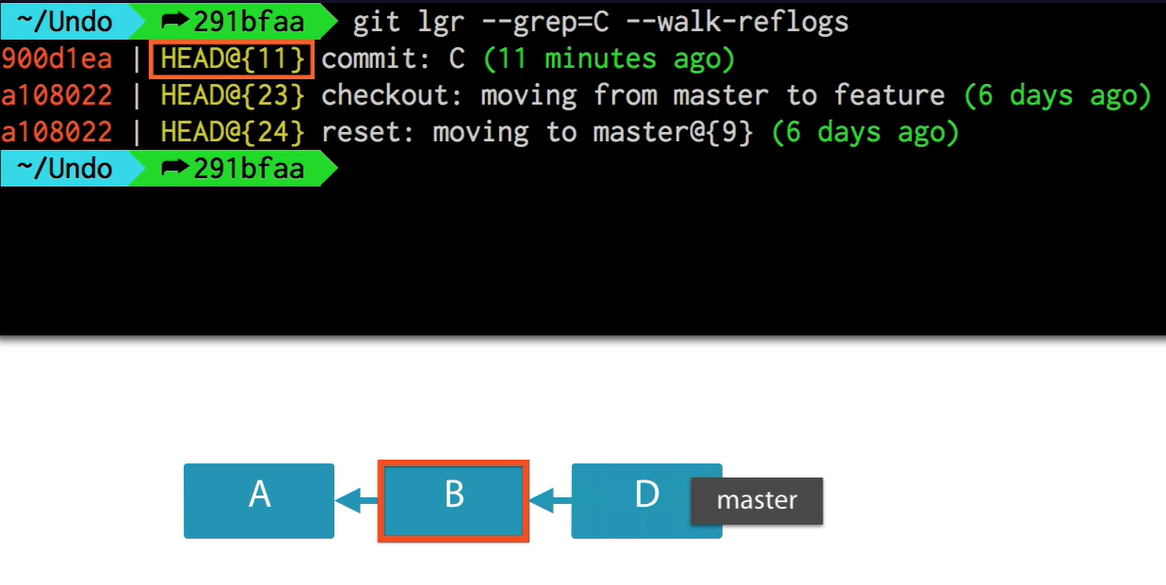 ~/Undo ➦ 291bfaa git lgr --grep=C --walk-reflogs
900d1ea | HEAD@{11} commit: C (11 minutes ago)
a108022 | HEAD@{23} checkout: moving from master to feature (6 days ago)
a108022 | HEAD@{24} reset: moving to master@{9} (6 days ago)
~/Undo ➦ 291bfaa
A B D master